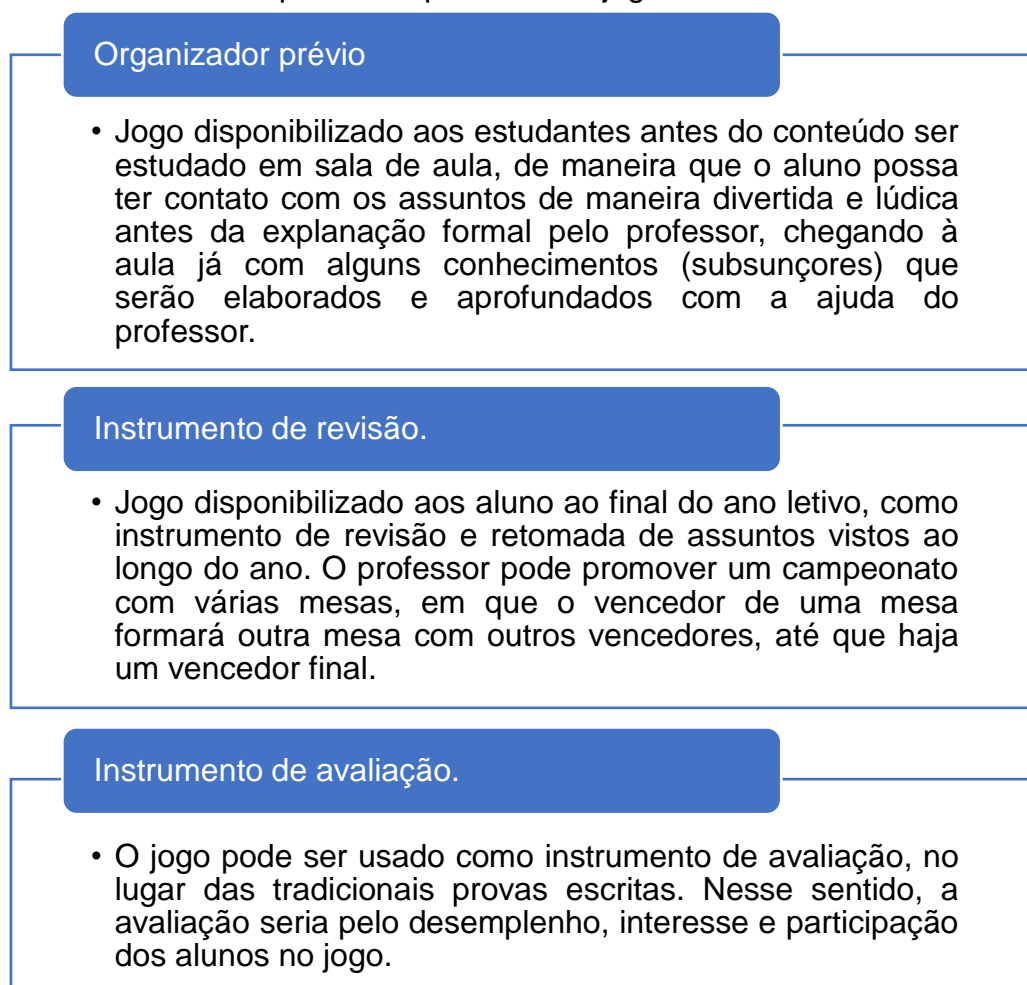 Organizador prévio
• Jogo disponibilizado aos estudantes antes do conteúdo ser
estudado em sala de aula, de maneira que o aluno possa
ter contato com os assuntos de maneira divertida e lúdica
antes da explanação formal pelo professor, chegando à
aula já com alguns conhecimentos (subsunçores) que
serão elaborados e aprofundados com a ajuda do
professor.
Instrumento de revisão.
• Jogo disponibilizado aos aluno ao final do ano letivo, como
instrumento de revisão e retomada de assuntos vistos ao
longo do ano. O professor pode promover um campeonato
com várias mesas, em que o vencedor de uma mesa
formará outra mesa com outros vencedores, até que haja
um vencedor final.
Instrumento de avaliação.
• O jogo pode ser usado como instrumento de avaliação, no
lugar das tradicionais provas escritas. Nesse sentido, a
avaliação seria pelo desemplenho, interesse e participação
dos alunos no jogo.